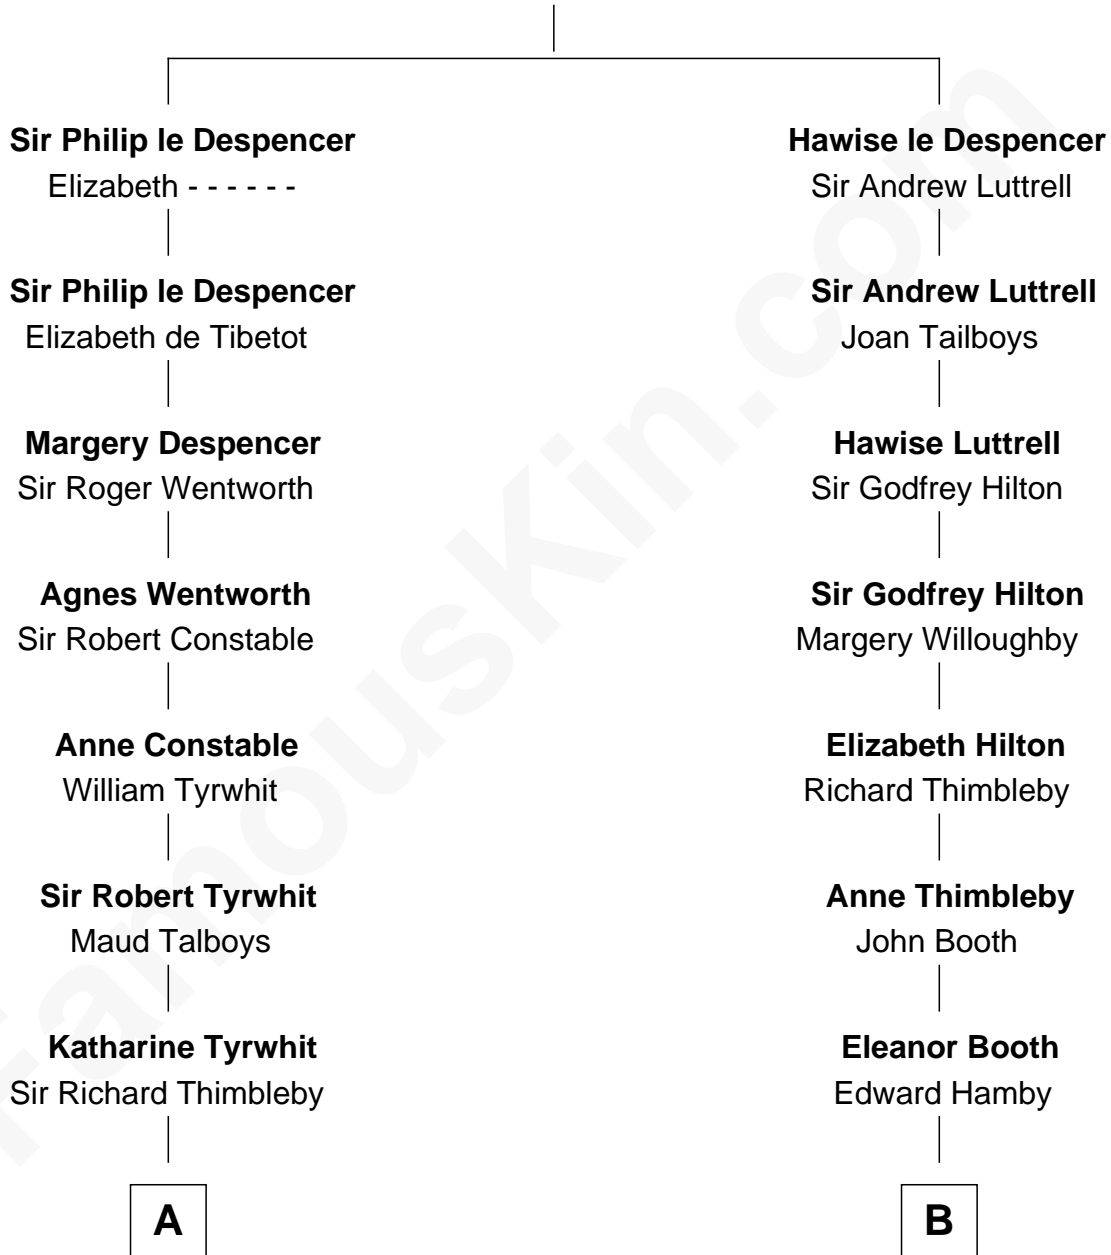 Sir Philip le Despencer
Elizabeth - - - - - -
Sir Philip le Despencer
Elizabeth de Tibetot
Margery Despencer
Sir Roger Wentworth
Agnes Wentworth
Sir Robert Constable
Anne Constable
William Tyrwhit
Sir Robert Tyrwhit
Maud Talboys
Katharine Tyrwhit
Sir Richard Thimbleby
A
Hawise le Despencer
Sir Andrew Luttrell
Sir Andrew Luttrell
Joan Tailboys
Hawise Luttrell
Sir Godfrey Hilton
Sir Godfrey Hilton
Margery Willoughby
Elizabeth Hilton
Richard Thimbleby
Anne Thimbleby
John Booth
Eleanor Booth
Edward Hamby
B
FamousKin.com